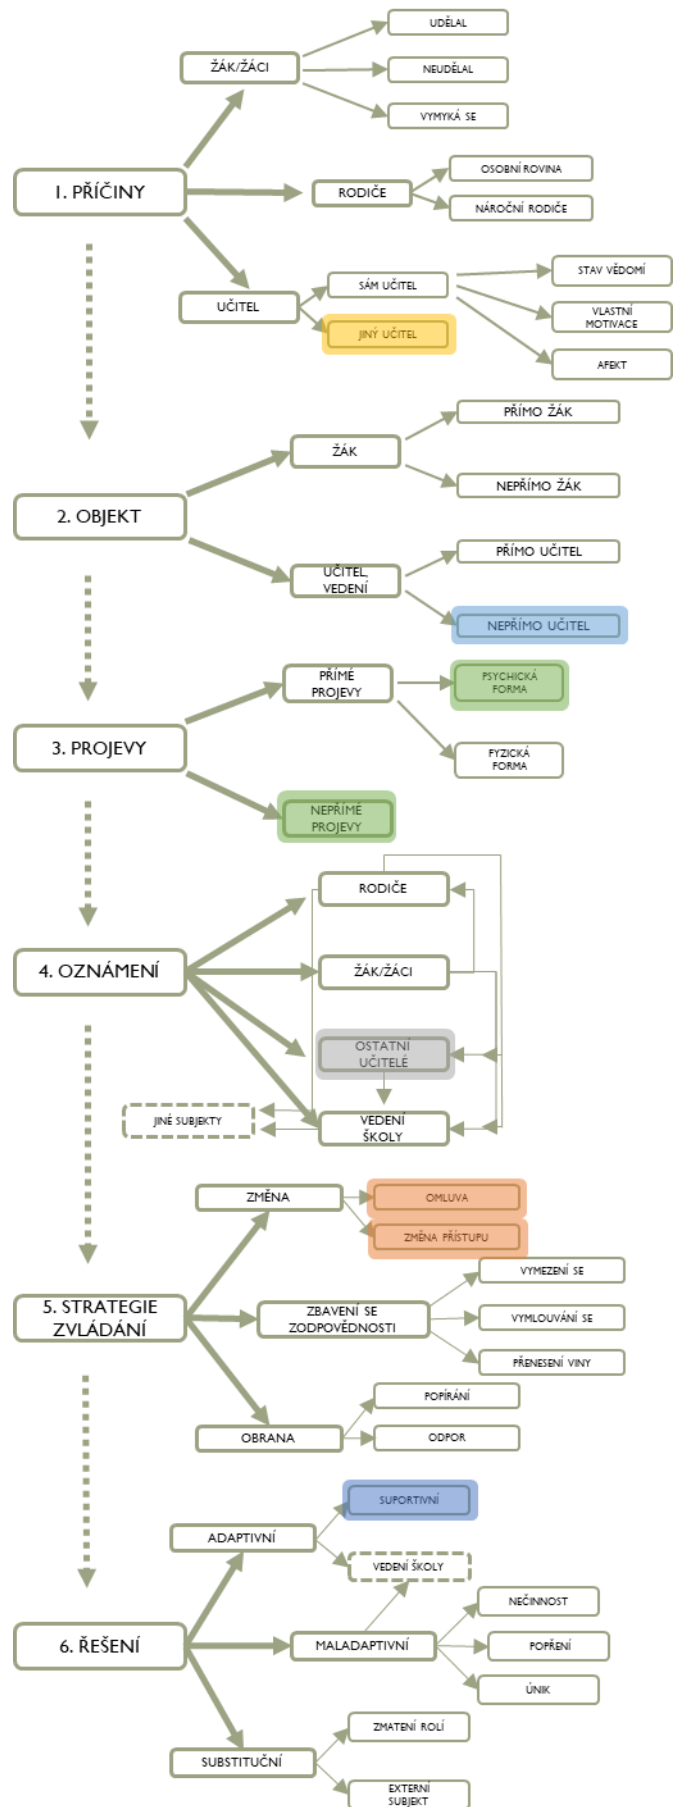 UDĚLAL
ŽÁK/ŽÁCI
NEUDĚLAL
VYMYKÁ SE
1. PŘÍČINY
OSOBNÍ ROVINA
RODIČE
NÁROČNÍ RODIČE
STAV VĚDOMÍ
SÁM UČITEL
UČITEL
VLASTNÍ
MOTIVACE
JINÝ UČITEL
AFEKT
PŘÍMO ŽÁK
ŽÁK
NEPŘÍMO ŽÁK
2. OBJEKT
PŘÍMO UČITEL
UČITEL,
VEDENÍ
NEPŘÍMO UČITEL
PŘÍMÉ
PROJEVY
PSYCHICKÁ
FORMA
3. PROJEVY
FYZICKÁ
FORMA
NEPŘÍMÉ
PROJEVY
RODIČE
4. OZNÁMENÍ
ŽÁK/ŽÁCI
OSTATNÍ
UČITELÉ
JINÉ SUBJEKTY
VEDENÍ
ŠKOLY
ZMĚNA
OMLUVA
ZMĚNA PŘÍSTUPU
VYMEZENÍ SE
5. STRATEGIE
ZVLÁDÁNÍ
ZBAVENÍ SE
ZODPOVĚDNOSTI
VYMLOUVÁNÍ SE
PŘENESENÍ VINY
POPÍRÁNÍ
OBRANA
ODPOR
SUPORTIVNÍ
ADAPTIVNÍ
VEDENÍ ŠKOLY
NEČINNOST
6. ŘEŠENÍ
MALADAPTIVNÍ
POPŘENÍ
ÚNIK
ZMATENÍ ROLÍ
SUBSTITUČNÍ
EXTERNÍ
SUBJEKT